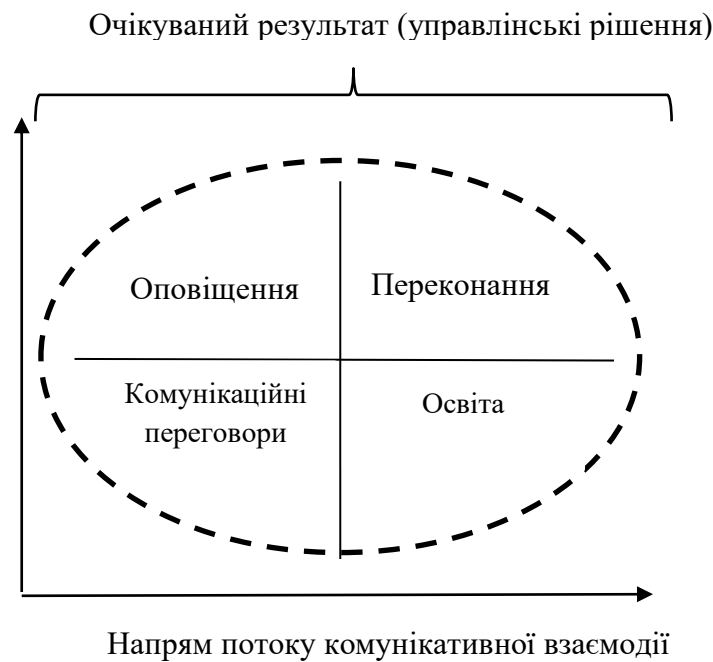 Очікуваний результат (управлінські рішення)
Оповіщення
Переконання
Комунікаційні
переговори
Освіта
Напрям потоку комунікативної взаємодії